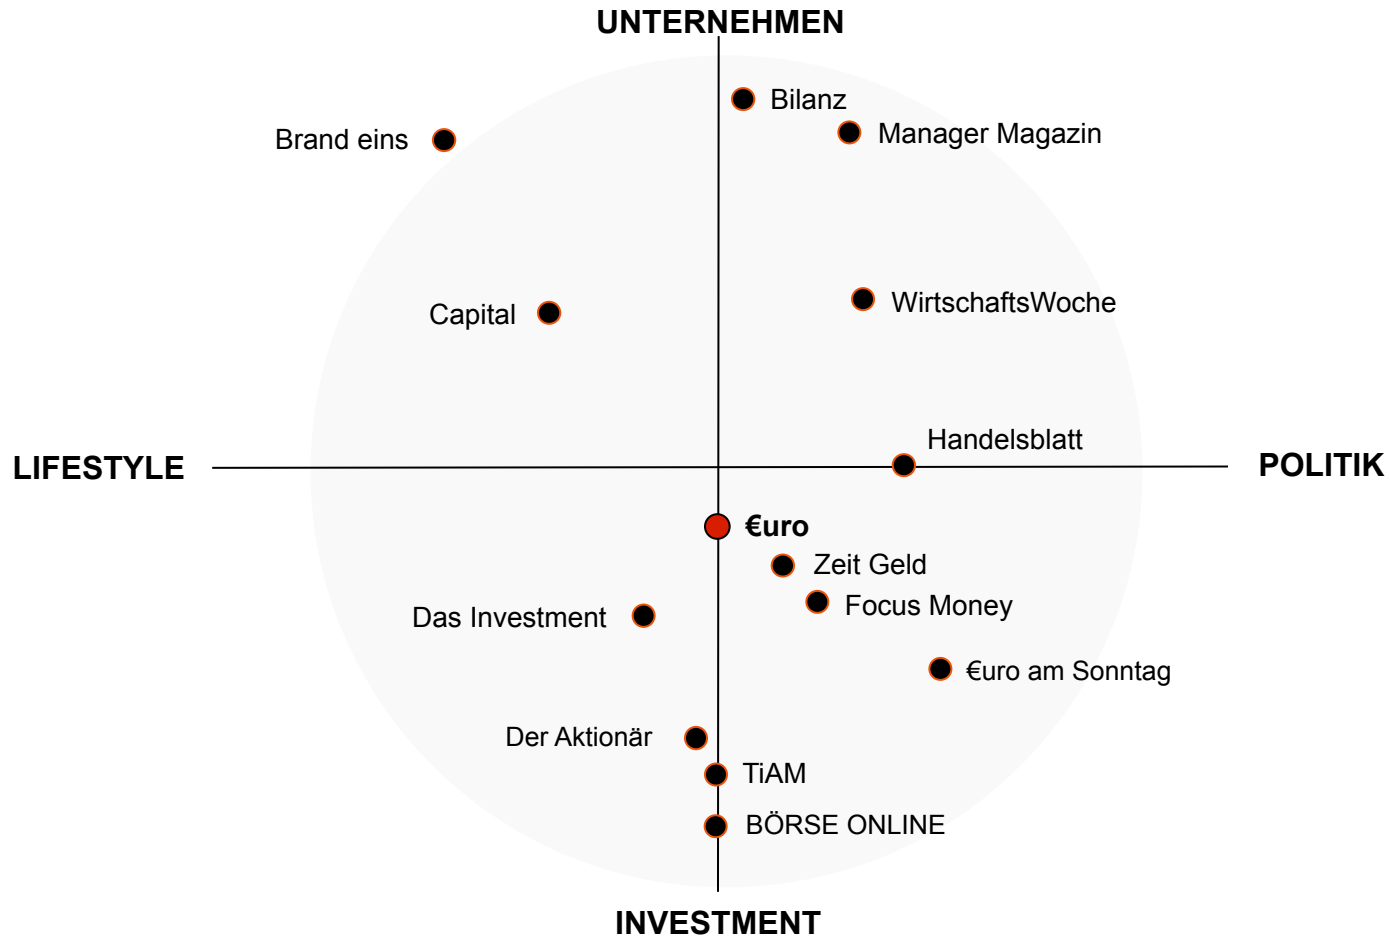 UNTERNEHMEN
Bilanz
Manager Magazin
Brand eins
WirtschaftsWoche
Capital
Handelsblatt
LIFESTYLE
POLITIK
€uro
Zeit Geld
Focus Money
Das Investment
€uro am Sonntag
Der Aktionär
TiAM
BÖRSE ONLINE
INVESTMENT